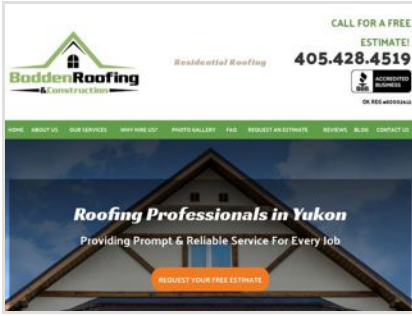 CALL FOR A FREE
ESTIMATE!
405.428.4519
BoddenRoofing
&Construction
Residential Roofing
BBB
ACCREDITED
BUSINESS
HOME ABOUT US OUR SERVICES WHY HIRE US? PHOTO GALLERY FAQ REQUEST AN ESTIMATE REVIEWS BLOG CONTACT US
Roofing Professionals in Yukon
Providing Prompt & Reliable Service For Every Job
REQUEST YOUR FREE ESTIMATE